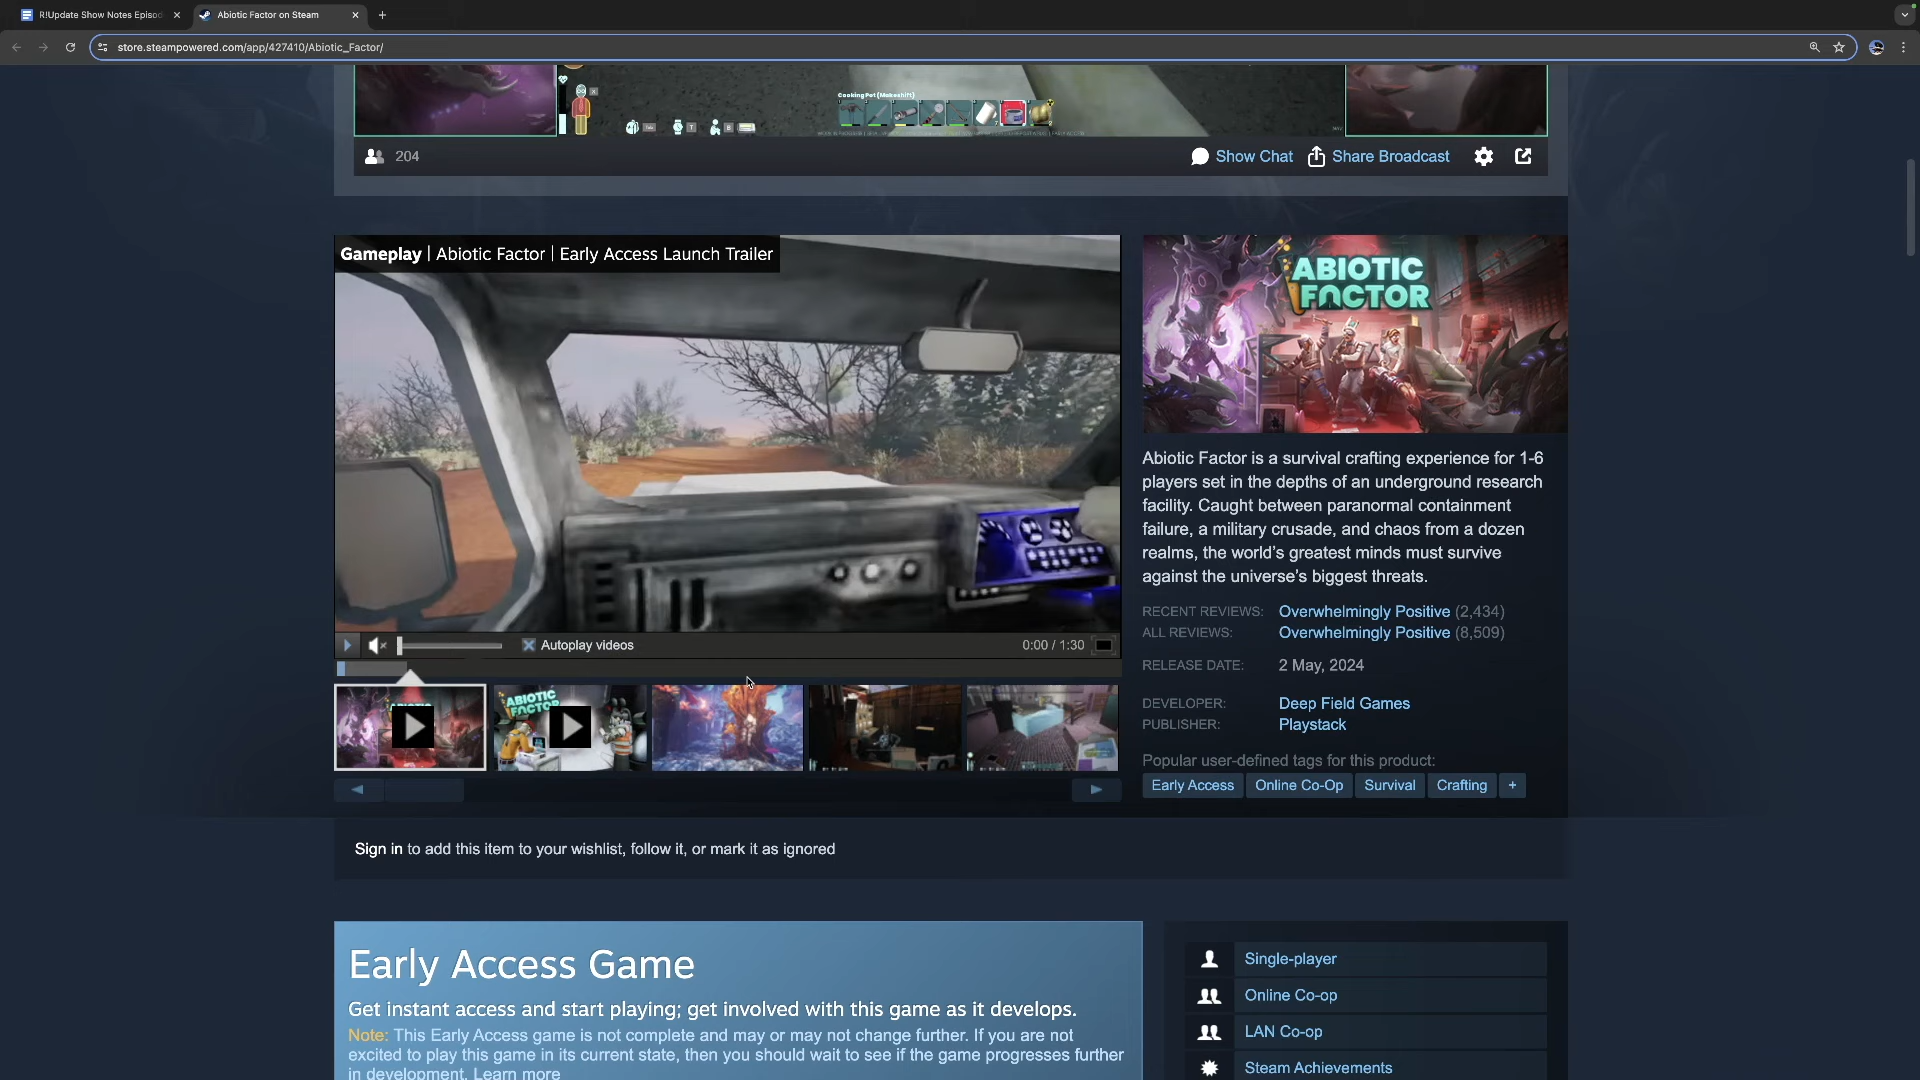 R!Update Show Notes Episod
Abiotic Factor on Steam
store.steampowered.com/app/427410/Abiotic_Factor/
Cooking Pot (Makeshift)
204
Show Chat
Share Broadcast
Gameplay | Abiotic Factor | Early Access Launch Trailer
ABIOTIC
FACTOR
Abiotic Factor is a survival crafting experience for 1-6
players set in the depths of an underground research
facility. Caught between paranormal containment
failure, a military crusade, and chaos from a dozen
realms, the world's greatest minds must survive
against the universe's biggest threats.
RECENT REVIEWS: Overwhelmingly Positive (2,434)
ALL REVIEWS: Overwhelmingly Positive (8,509)
RELEASE DATE: 2 May, 2024
DEVELOPER: Deep Field Games
PUBLISHER: Playstack
Popular user-defined tags for this product:
Early Access Online Co-Op Survival Crafting +
Autoplay videos
0:00 / 1:30
ABIOTIC
FACTOR
Sign in to add this item to your wishlist, follow it, or mark it as ignored
Early Access Game
Get instant access and start playing; get involved with this game as it develops.
Note: This Early Access game is not complete and may or may not change further. If you are not
excited to play this game in its current state, then you should wait to see if the game progresses further
in development. Learn more
Single-player
Online Co-op
LAN Co-op
Steam Achievements